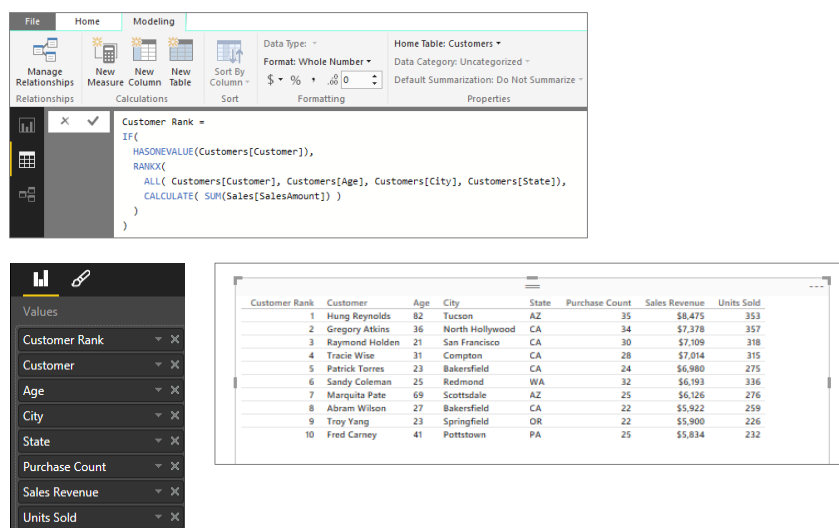 File Home Modeling
Manage Relationships
New Measure
New Column
New Table
Sort By Column
Data Type:
Format: Whole Number
$ % , .00 0
Home Table: Customers
Data Category: Uncategorized
Default Summarization: Do Not Summarize
Relationships Calculations Sort Formatting Properties
Customer Rank =
IF(
HASONEVALUE(Customers[Customer]),
RANKX(
ALL( Customers[Customer], Customers[Age], Customers[City], Customers[State]),
CALCULATE( SUM(Sales[SalesAmount]) )
)
)
Values
Customer Rank
Customer
Age
City
State
Purchase Count
Sales Revenue
Units Sold
Customer Rank Customer Age City State Purchase Count Sales Revenue Units Sold
1 Hung Reynolds 82 Tucson AZ 35 $8,475 353
2 Gregory Atkins 36 North Hollywood CA 34 $7,378 357
3 Raymond Holden 21 San Francisco CA 30 $7,109 318
4 Tracie Wise 31 Compton CA 28 $7,014 315
5 Patrick Torres 23 Bakersfield CA 24 $6,980 275
6 Sandy Coleman 25 Redmond WA 32 $6,193 336
7 Marquita Pate 69 Scottsdale AZ 25 $6,126 276
8 Abram Wilson 27 Bakersfield CA 22 $5,922 259
9 Troy Yang 23 Springfield OR 22 $5,900 226
10 Fred Carney 41 Pottstown PA 25 $5,834 232